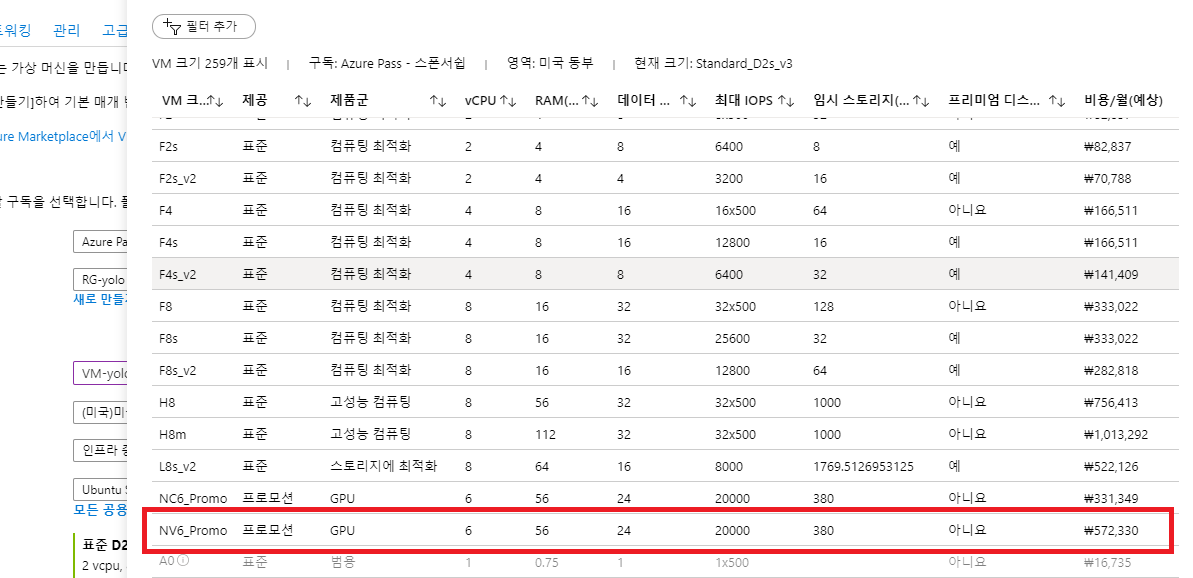 트워킹 관리 고급
필터 추가
VM 크기 259개 표시 | 구독: Azure Pass - 스폰서쉽 | 영역: 미국 동부 | 현재 크기: Standard_D2s_v3
는 가상 머신을 만듭니다
만들기]하여 기본 매개 변
ure Marketplace에서 V
구독을 선택합니다.
Azure Pa
RG-yolo
새로 만들기
VM-yolo
(미국)미
인프라 중
Ubuntu S
모든 공용
표준 D2
2 vcpu,
VM 크... 제공 제품군 vCPU RAM(... 데이터 ... 최대 IOPS 임시 스토리지(... 프리미엄 디스... 비용/월(예상)
F2s 표준 컴퓨팅 최적화 2 4 8 6400 8 예 ₩82,837
F2s_v2 표준 컴퓨팅 최적화 2 4 4 3200 16 예 ₩70,788
F4 표준 컴퓨팅 최적화 4 8 16 16x500 64 아니요 ₩166,511
F4s 표준 컴퓨팅 최적화 4 8 16 12800 16 예 ₩166,511
F4s_v2 표준 컴퓨팅 최적화 4 8 8 6400 32 예 ₩141,409
F8 표준 컴퓨팅 최적화 8 16 32 32x500 128 아니요 ₩333,022
F8s 표준 컴퓨팅 최적화 8 16 32 25600 32 예 ₩333,022
F8s_v2 표준 컴퓨팅 최적화 8 16 16 12800 64 예 ₩282,818
H8 표준 고성능 컴퓨팅 8 56 32 32x500 1000 아니요 ₩756,413
H8m 표준 고성능 컴퓨팅 8 112 32 32x500 1000 아니요 ₩1,013,292
L8s_v2 표준 스토리지에 최적화 8 64 16 8000 1769.5126953125 예 ₩522,126
NC6_Promo 프로모션 GPU 6 56 24 20000 380 아니요 ₩331,349
NV6_Promo 프로모션 GPU 6 56 24 20000 380 아니요 ₩572,330
A0 표준 범용 1 0.75 1 1x500 아니요 ₩16,735